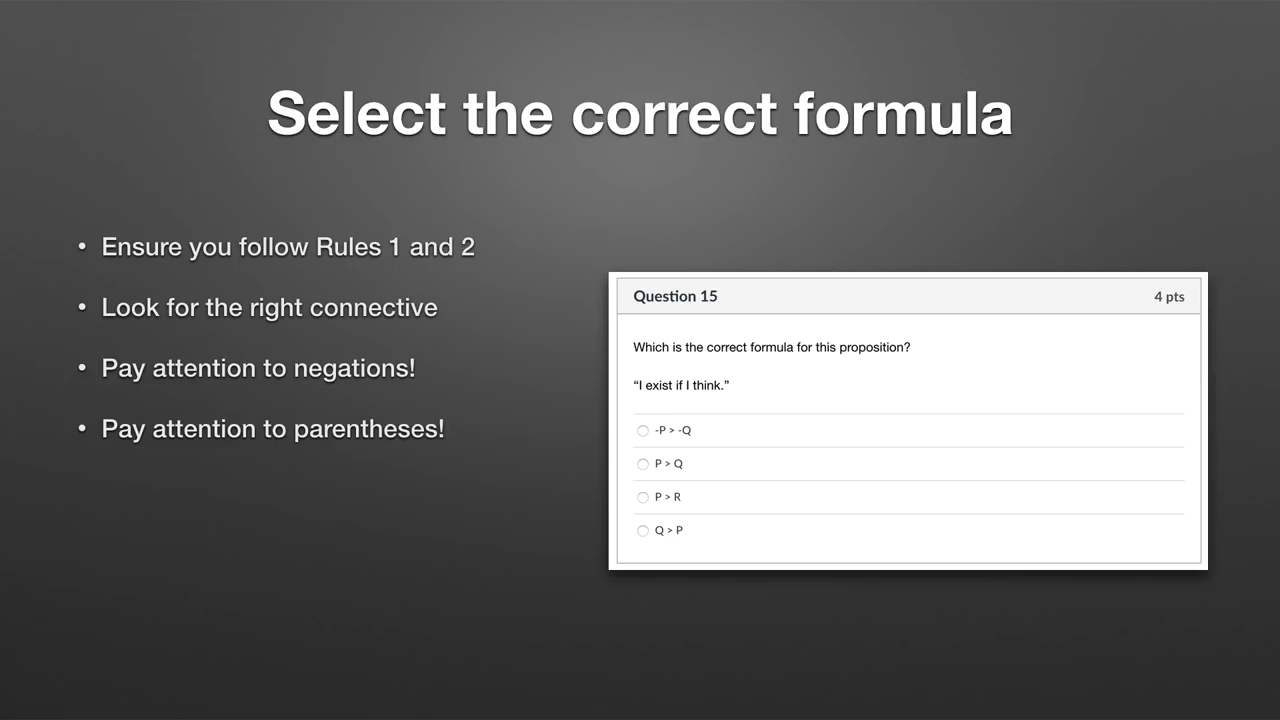 Select the correct formula
• Ensure you follow Rules 1 and 2
• Look for the right connective
• Pay attention to negations!
• Pay attention to parentheses!
Question 15 4 pts
Which is the correct formula for this proposition?
“I exist if I think.”
-P > -Q
P > Q
P > R
Q > P